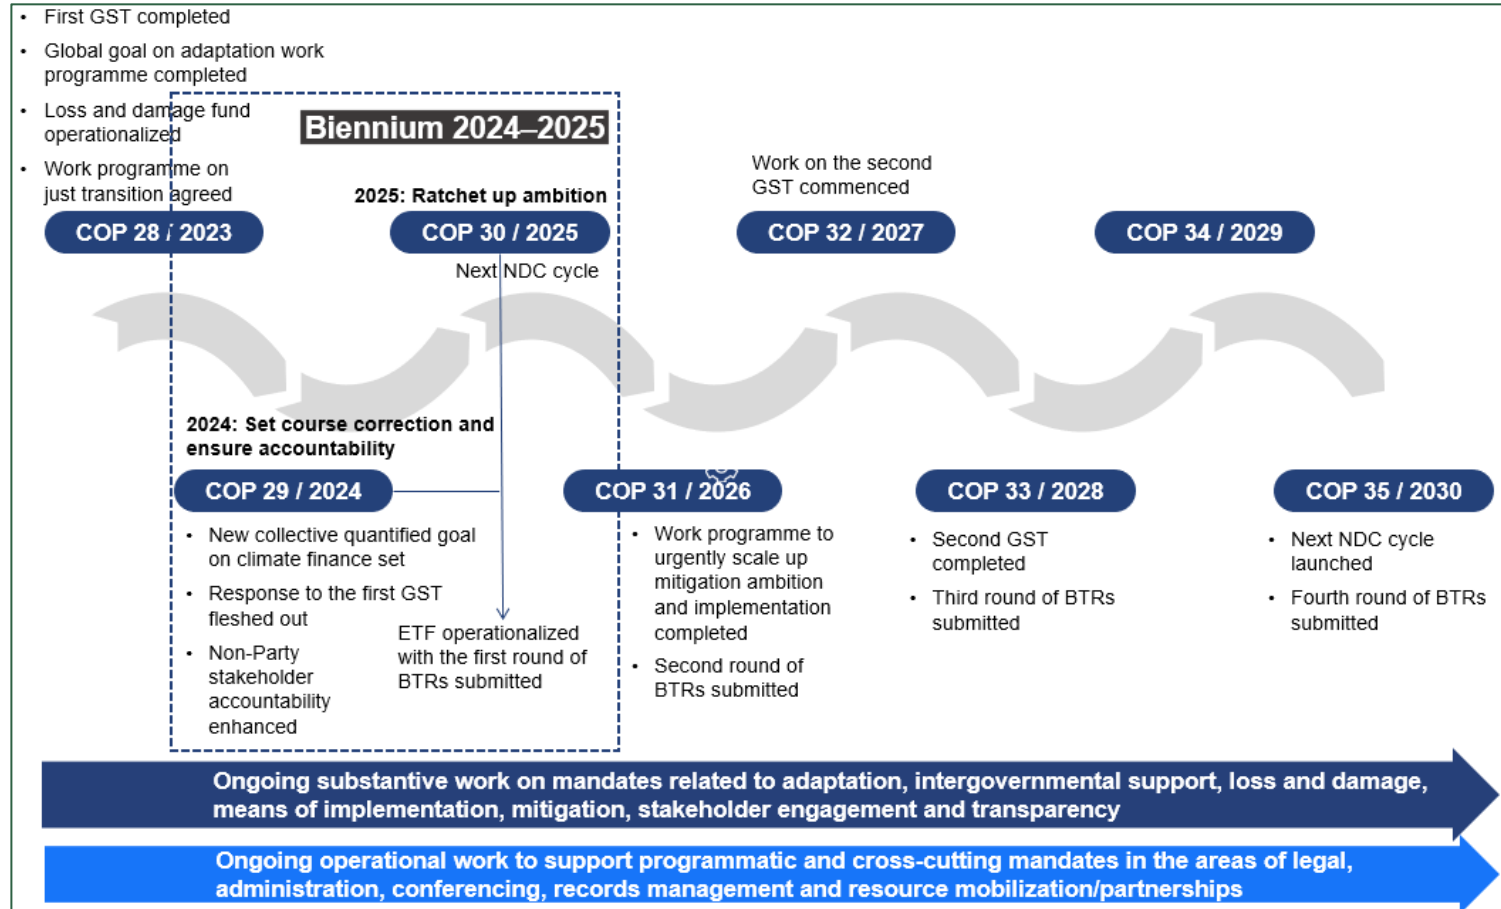 • First GST completed
• Global goal on adaptation work
programme completed
• Loss and damage fund
operationalized
• Work programme on
just transition agreed
Biennium 2024–2025
2025: Ratchet up ambition
Work on the second
GST commenced
COP 28 / 2023
COP 30 / 2025
COP 32 / 2027
COP 34 / 2029
Next NDC cycle
2024: Set course correction and
ensure accountability
COP 29 / 2024
COP 31 / 2026
COP 33 / 2028
COP 35 / 2030
• New collective quantified goal
on climate finance set
• Response to the first GST
fleshed out
• Non-Party
stakeholder
accountability
enhanced
ETF operationalized
with the first round of
BTRs submitted
• Work programme to
urgently scale up
mitigation ambition
and implementation
completed
• Second round of
BTRs submitted
• Second GST
completed
• Third round of BTRs
submitted
• Next NDC cycle
launched
• Fourth round of BTRs
submitted
Ongoing substantive work on mandates related to adaptation, intergovernmental support, loss and damage,
means of implementation, mitigation, stakeholder engagement and transparency
Ongoing operational work to support programmatic and cross-cutting mandates in the areas of legal,
administration, conferencing, records management and resource mobilization/partnerships